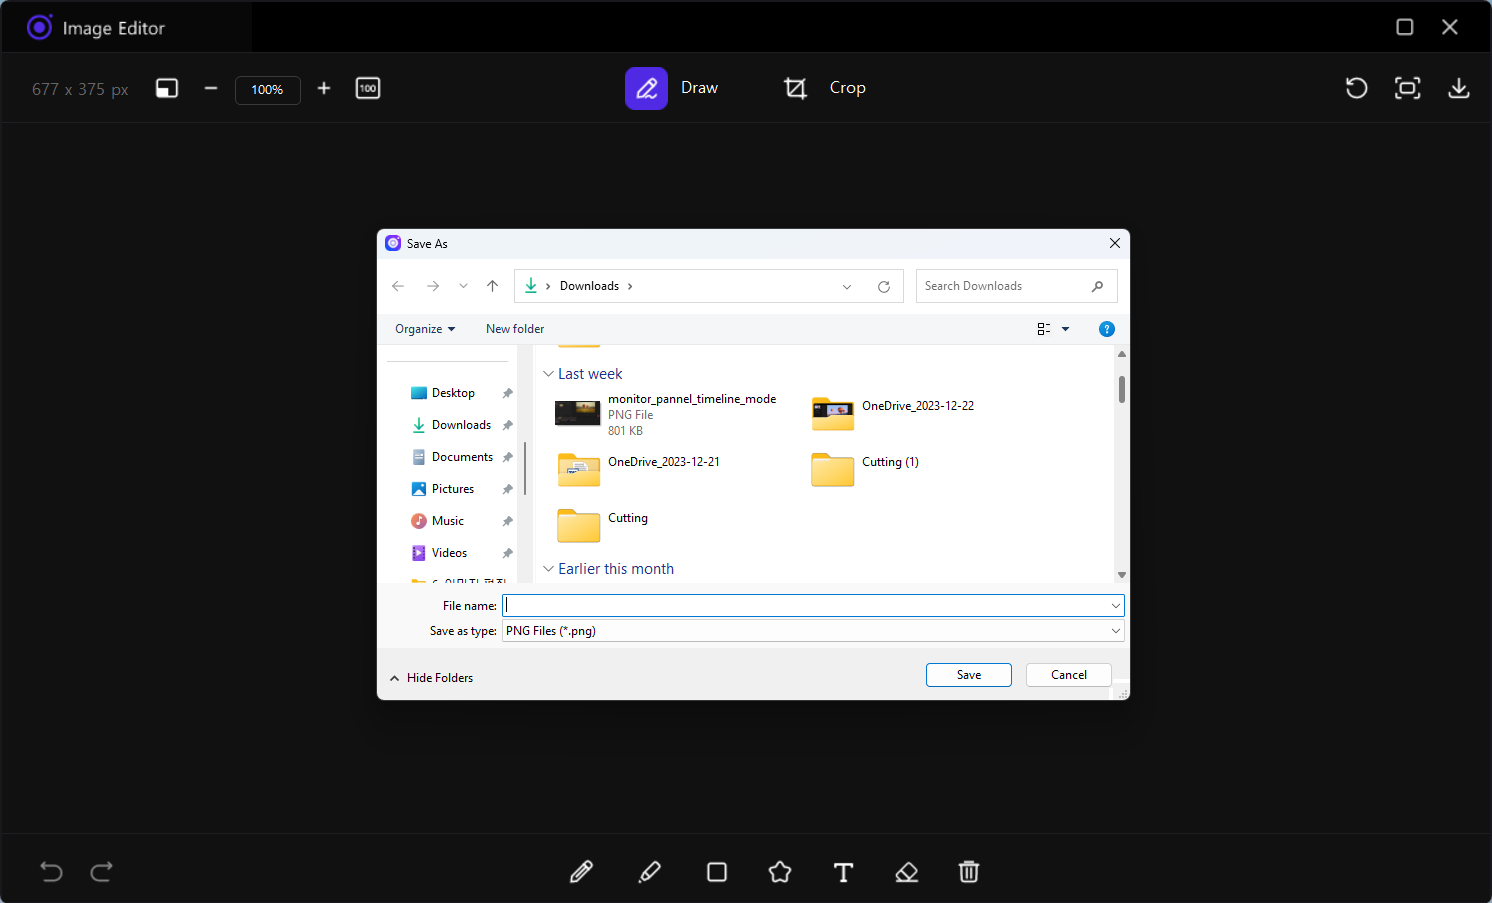 Image Editor
677 x 375 px
100%
100
Draw
Crop
Save As
Downloads
Search Downloads
Organize
New folder
Desktop
Downloads
Documents
Pictures
Music
Videos
Last week
monitor_pannel_timeline_mode
PNG File
801 KB
OneDrive_2023-12-22
OneDrive_2023-12-21
Cutting (1)
Cutting
Earlier this month
File name:
Save as type: PNG Files (*.png)
Hide Folders
Save
Cancel